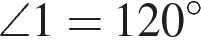 ∠1 = 120°